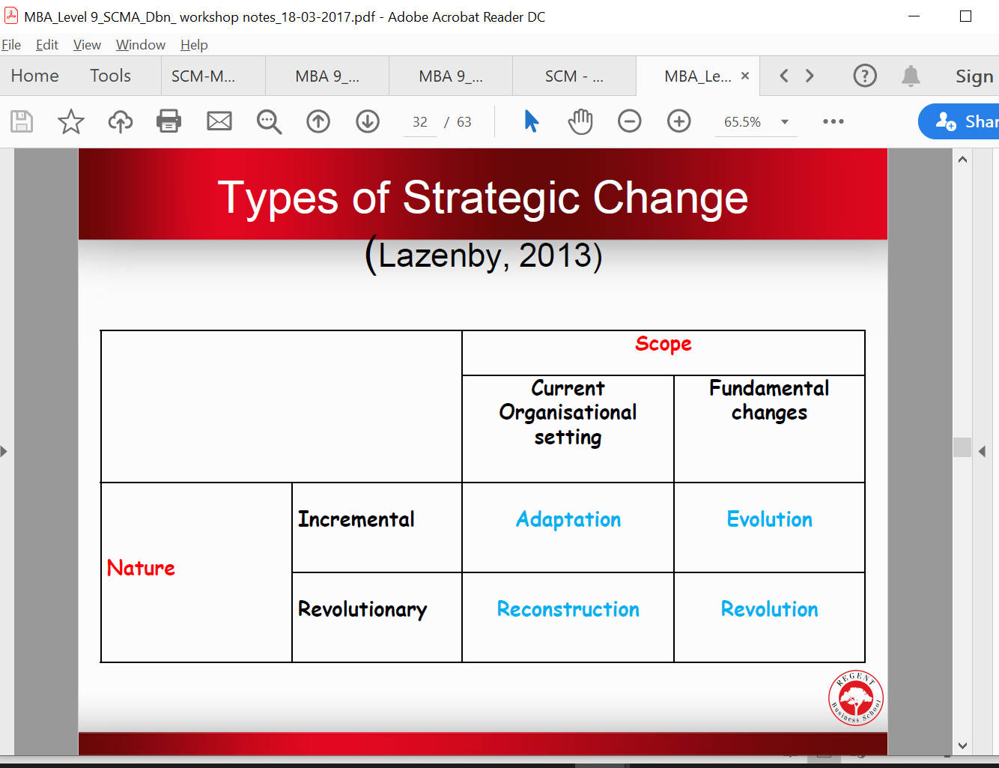 MBA_Level 9_SCMA_Dbn_ workshop notes_18-03-2017.pdf - Adobe Acrobat Reader DC
File Edit View Window Help
Home Tools SCM-M... MBA 9_... MBA 9_... SCM - ... MBA_Le... × ? Sign
32 / 63 65.5% Shar
Types of Strategic Change
(Lazenby, 2013)
Scope
Current
Organisational
setting
Fundamental
changes
Nature
Incremental
Adaptation
Evolution
Revolutionary
Reconstruction
Revolution
REGENT
Business School